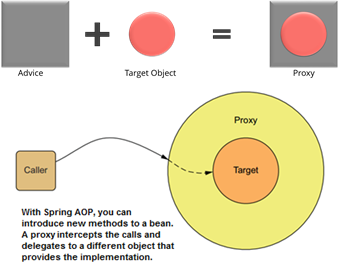 Advice
Target Object
Proxy
Proxy
Caller
Target
With Spring AOP, you can
introduce new methods to a bean.
A proxy intercepts the calls and
delegates to a different object that
provides the implementation.